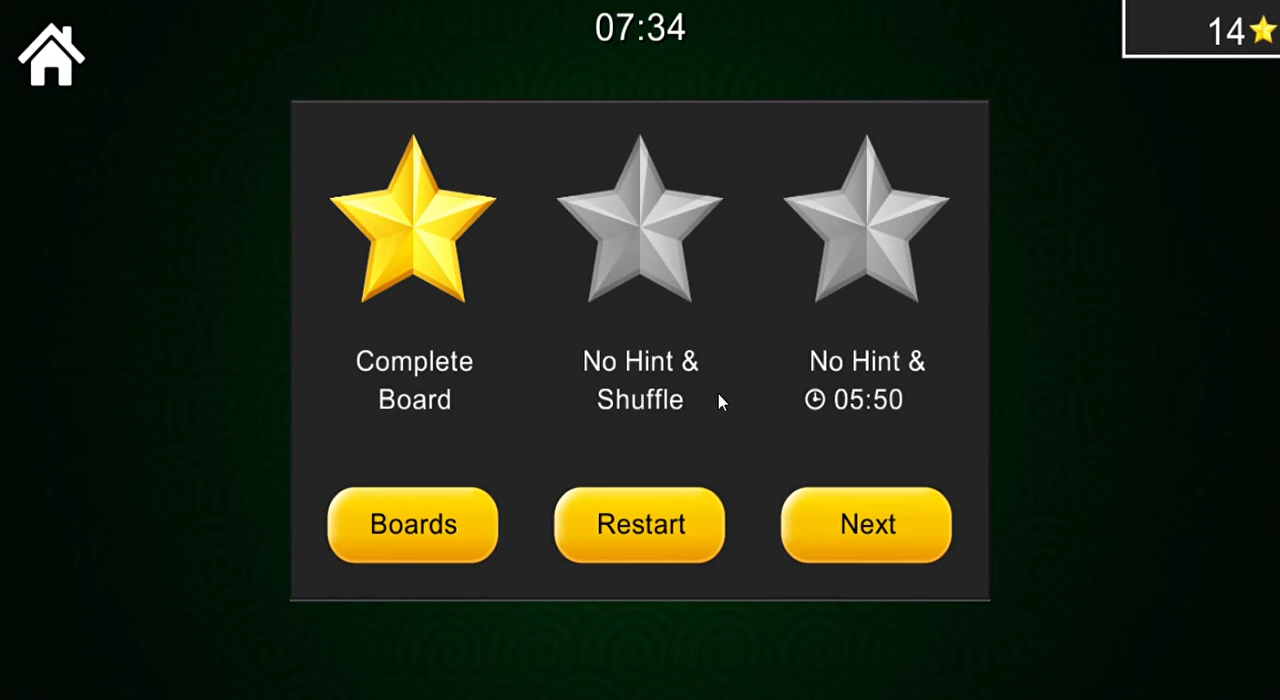 07:34
14
Complete
Board
No Hint &
Shuffle
No Hint &
05:50
Boards
Restart
Next